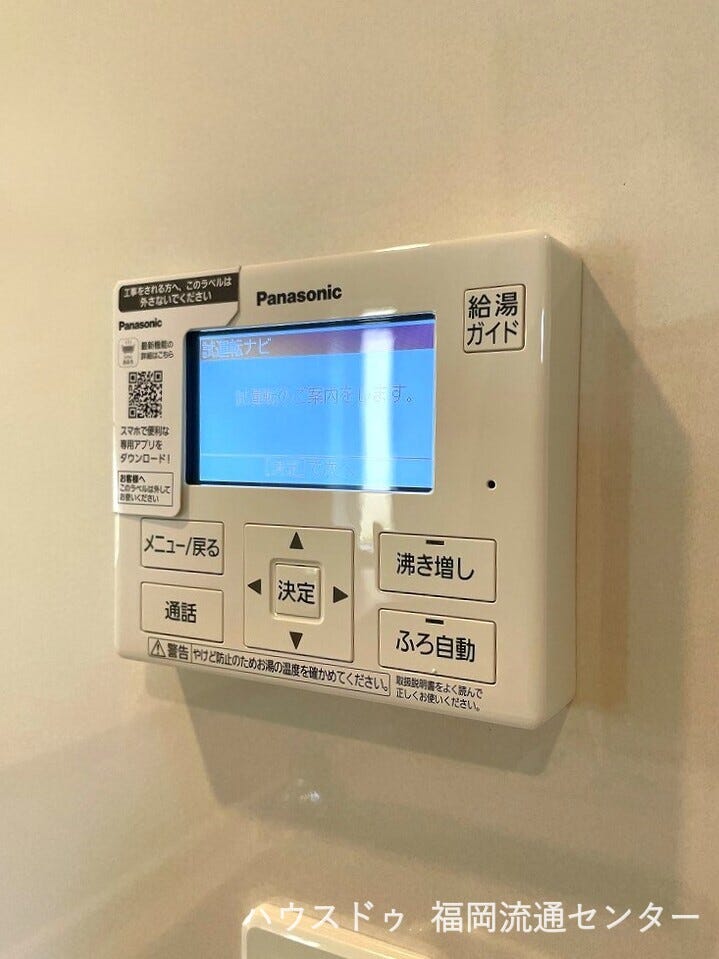 工事をされる方へ、このラベルは
外さないでください
Panasonic
Panasonic
最新機能の
詳細はこちら
スマホで便利な
専用アプリを
ダウンロード！
お客様へ
このラベルは外して
お使いください
給湯
ガイド
試運転ナビ
試運転のご案内をします。
メニュー/戻る
通話
決定
沸き増し
ふろ自動
警告
やけど防止のためお湯の温度を確かめてください。
取扱説明書をよく読んで
正しくお使いください。
ハウスドゥ 福岡流通センター